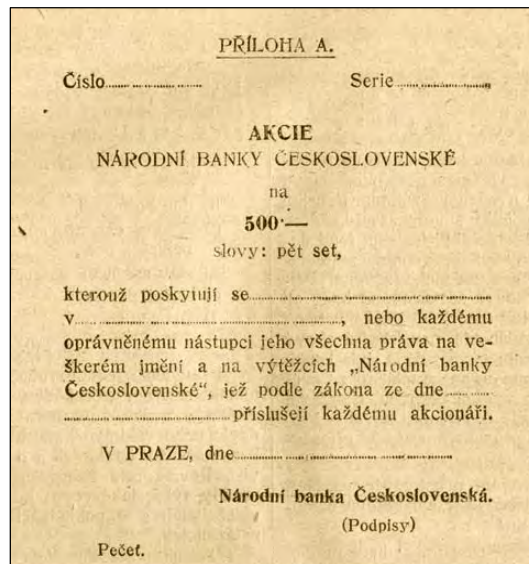 PŘÍLOHA A.
Číslo............................ Serie............................
AKCIE
NÁRODNÍ BANKY ČESKOSLOVENSKÉ
na
500·—
slovy: pět set,
kterouž poskytují se............................
v............................, nebo každému
oprávněnému nástupci jeho všechna práva na ve-
škerém jmění a na výtěžcích „Národní banky
Československé“, jež podle zákona ze dne............
............................příslušejí každému akcionáři.
V PRAZE, dne............................
Národní banka Československá.
(Podpisy)
Pečeť.